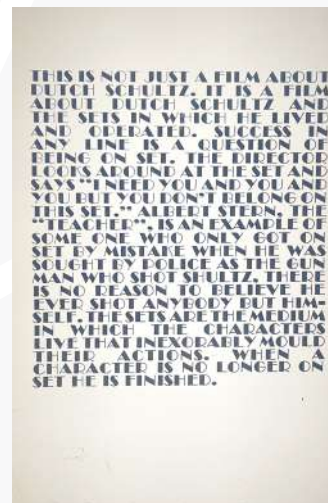 THIS IS NOT JUST A FILM ABOUT
DUTCH SCHULTZ. IT IS A FILM
ABOUT DUTCH SCHULTZ AND
THE SETS IN WHICH HE LIVED
AND OPERATED. SUCCESS IN
ANY LINE IS A QUESTION OF
BEING ON SET. THE DIRECTOR
LOOKS AROUND AT THE SET AND
SAYS "I NEED YOU AND YOU AND
YOU BUT YOU DON'T BELONG ON
THIS SET." ALBERT STERN, THE
"TEACHER", IS AN EXAMPLE OF
SOME ONE WHO ONLY GOT ON
SET BY MISTAKE WHEN HE WAS
SOUGHT BY POLICE AS THE GUN
MAN WHO SHOT SHULTZ. THERE
IS NO REASON TO BELIEVE HE
EVER SHOT ANYBODY BUT HIM-
SELF. THE SETS ARE THE MEDIUM
IN WHICH THE CHARACTERS
LIVE THAT INEXORABLY MOULD
THEIR ACTIONS. WHEN A
CHARACTER IS NO LONGER ON
SET HE IS FINISHED.